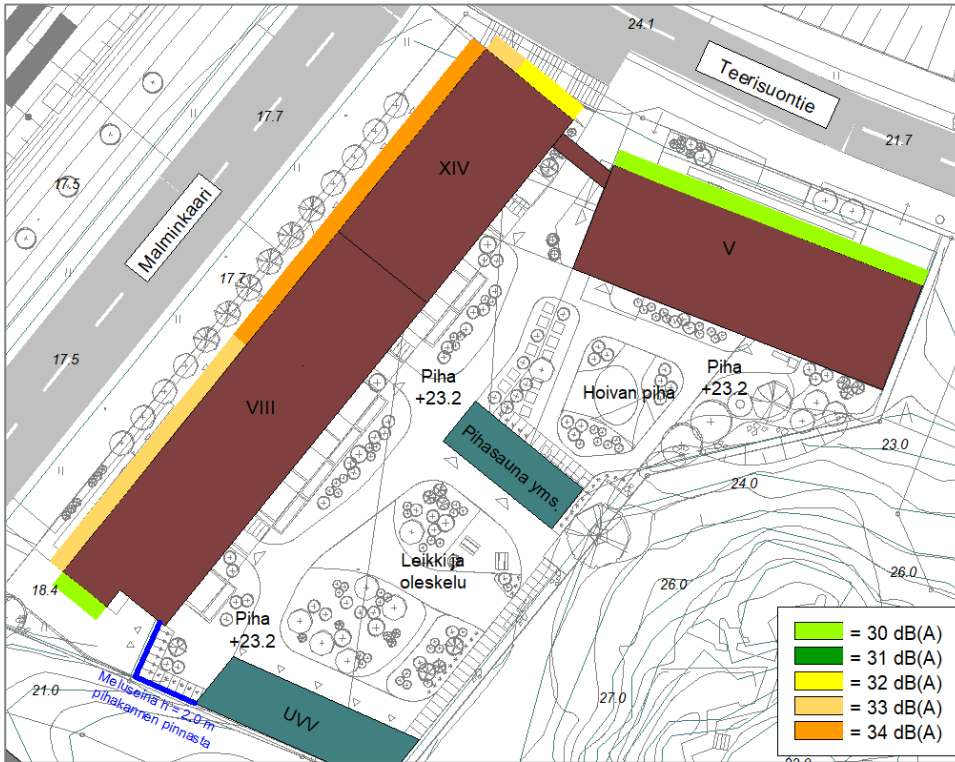 24.1
Teerisuontie
21.7
17.7
17.5
Malminkaari
XIV
17.7
V
17.5
Piha
+23.2
Hoivan piha
Piha
+23.2
VIII
Pihasauna yms.
23.0
24.0
Leikki ja
oleskelu
26.0
26.0
18.4
Piha
+23.2
21.0
Meluseinä h = 2.0 m
pihakannen pinnasta
UVV
27.0
= 30 dB(A)
= 31 dB(A)
= 32 dB(A)
= 33 dB(A)
= 34 dB(A)